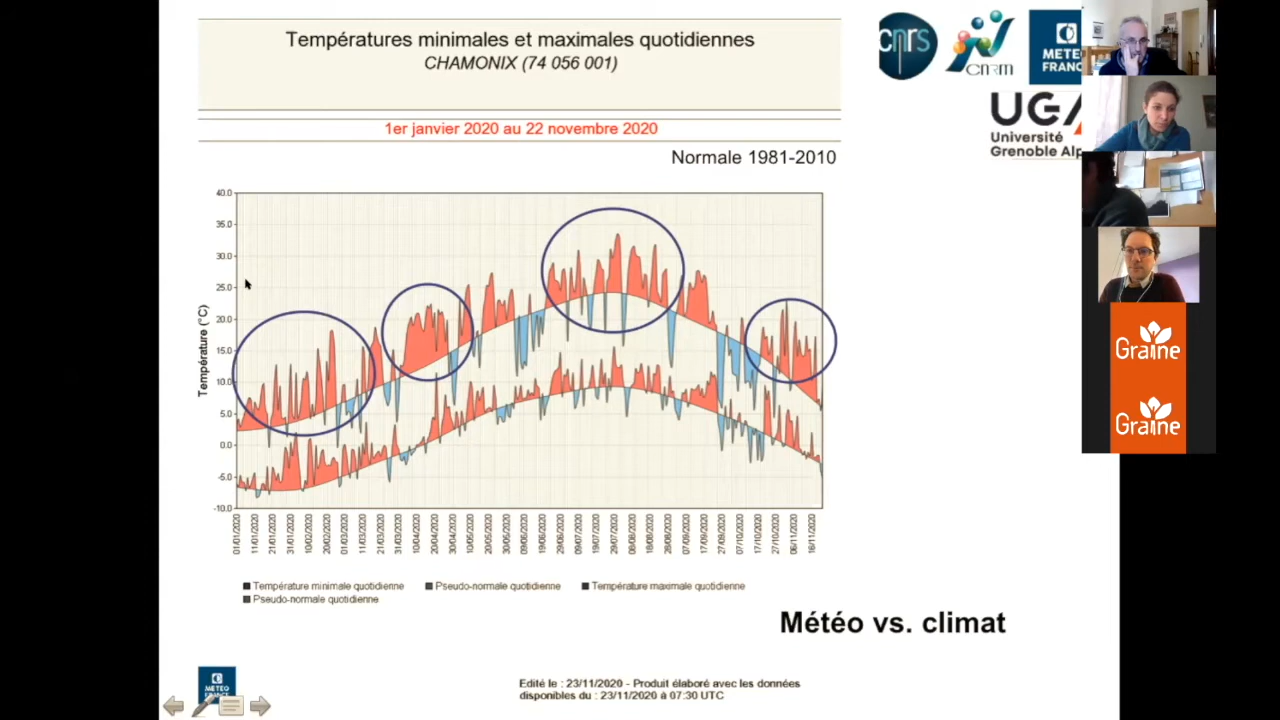 Températures minimales et maximales quotidiennes
CHAMONIX (74 056 001)
1er janvier 2020 au 22 novembre 2020
Normale 1981-2010
Température (°C)
40.0
35.0
30.0
25.0
20.0
15.0
10.0
5.0
0.0
-5.0
-10.0
01/01/2020
11/01/2020
21/01/2020
31/01/2020
10/02/2020
20/02/2020
01/03/2020
11/03/2020
21/03/2020
31/03/2020
10/04/2020
20/04/2020
30/04/2020
10/05/2020
20/05/2020
30/05/2020
09/06/2020
19/06/2020
29/06/2020
09/07/2020
19/07/2020
29/07/2020
08/08/2020
18/08/2020
28/08/2020
07/09/2020
17/09/2020
27/09/2020
07/10/2020
17/10/2020
27/10/2020
06/11/2020
16/11/2020
Température minimale quotidienne
Pseudo-normale quotidienne
Température maximale quotidienne
Pseudo-normale quotidienne
Météo vs. climat
METEO
FRANCE
Edité le : 23/11/2020 - Produit élaboré avec les données
disponibles du : 23/11/2020 à 07:30 UTC
cnrs
CNRM
METE
FRANC
UGA
Université
Grenoble Alp
Graine
Graine